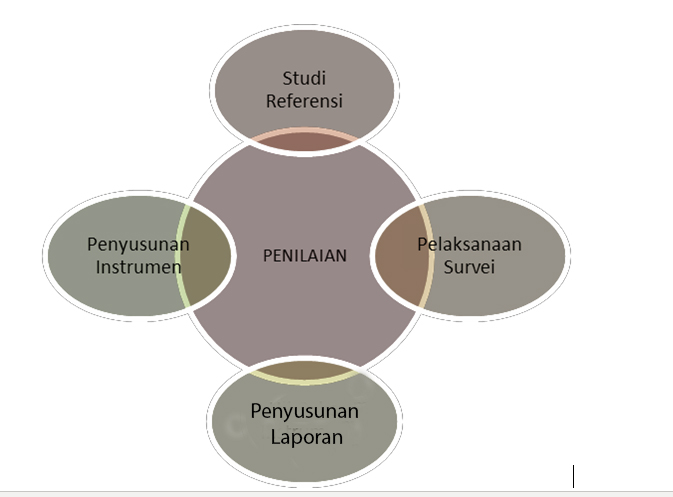 Studi
Referensi
Penyusunan
Instrumen
PENILAIAN
Pelaksanaan
Survei
Penyusunan
Laporan